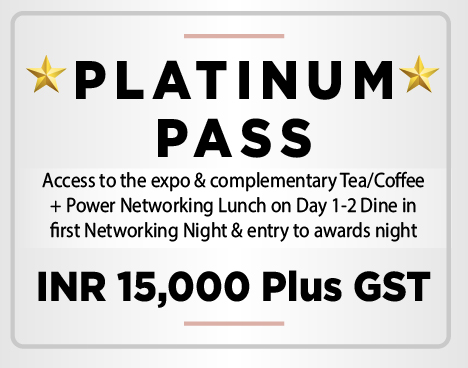 PLATINUM
PASS
Access to the expo & complementary Tea/Coffee
+ Power Networking Lunch on Day 1-2 Dine in
first Networking Night & entry to awards night
INR 15,000 Plus GST